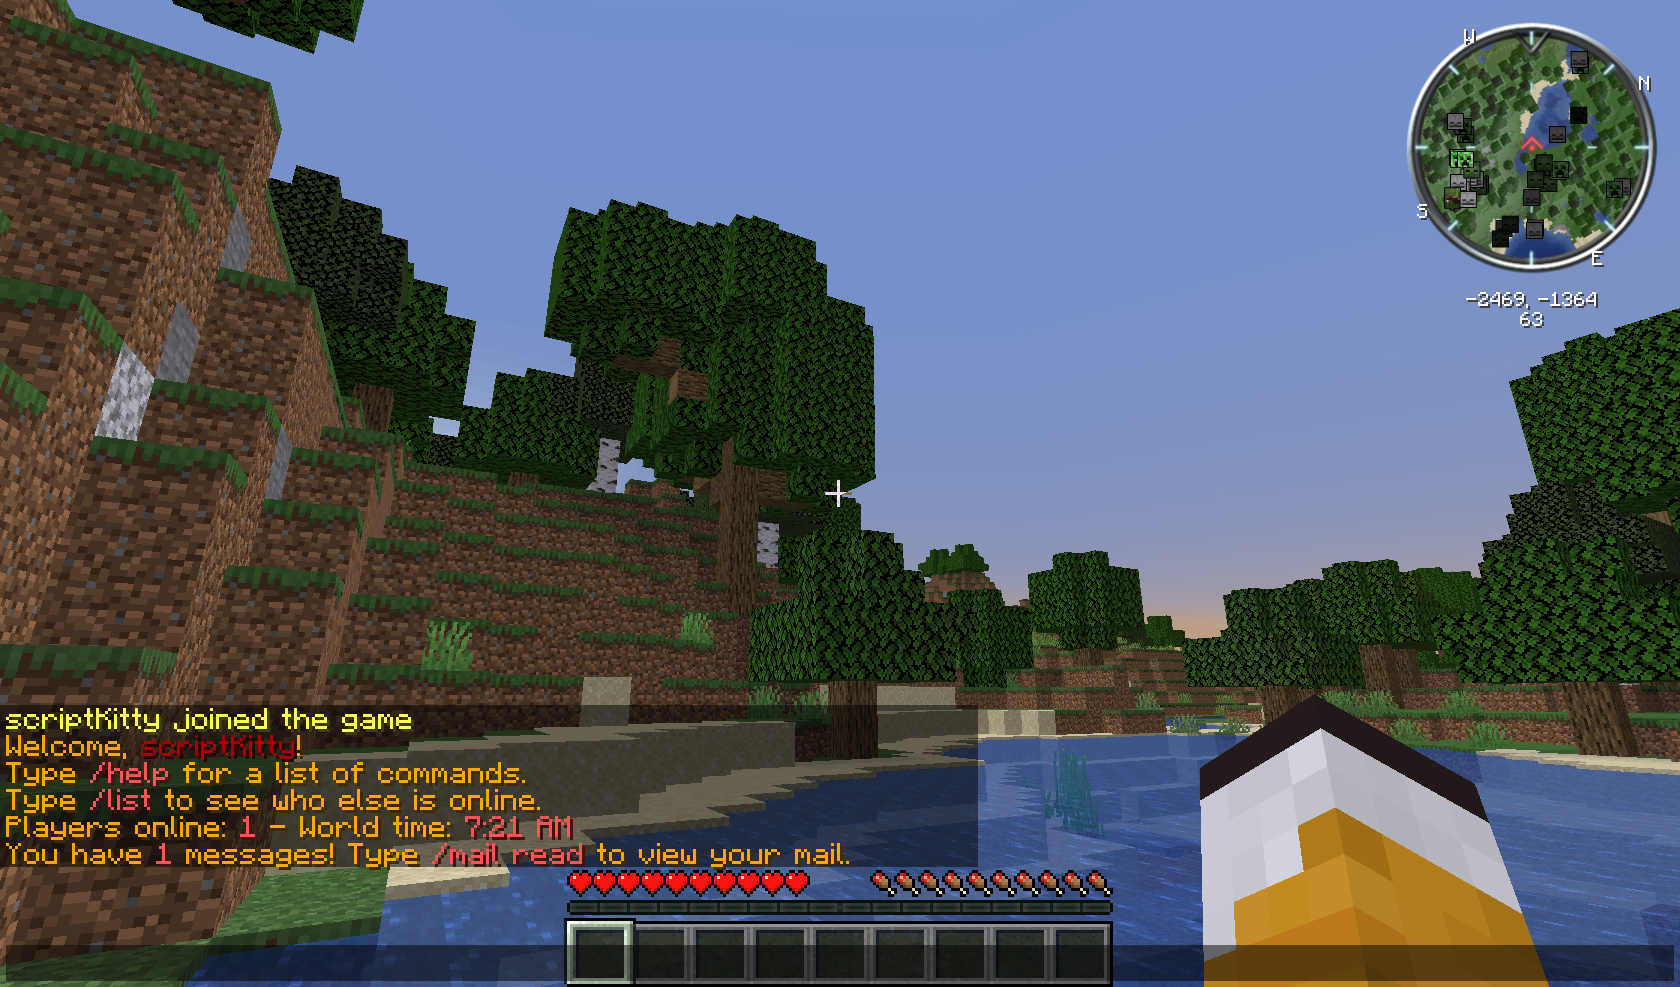 W
N
S
E
-2469, -1364
63
scriptKitty joined the game
Welcome, scriptKitty!
Type /help for a list of commands.
Type /list to see who else is online.
Players online: 1 - World time: 7:21 AM
You have 1 messages! Type /mail read to view your mail.